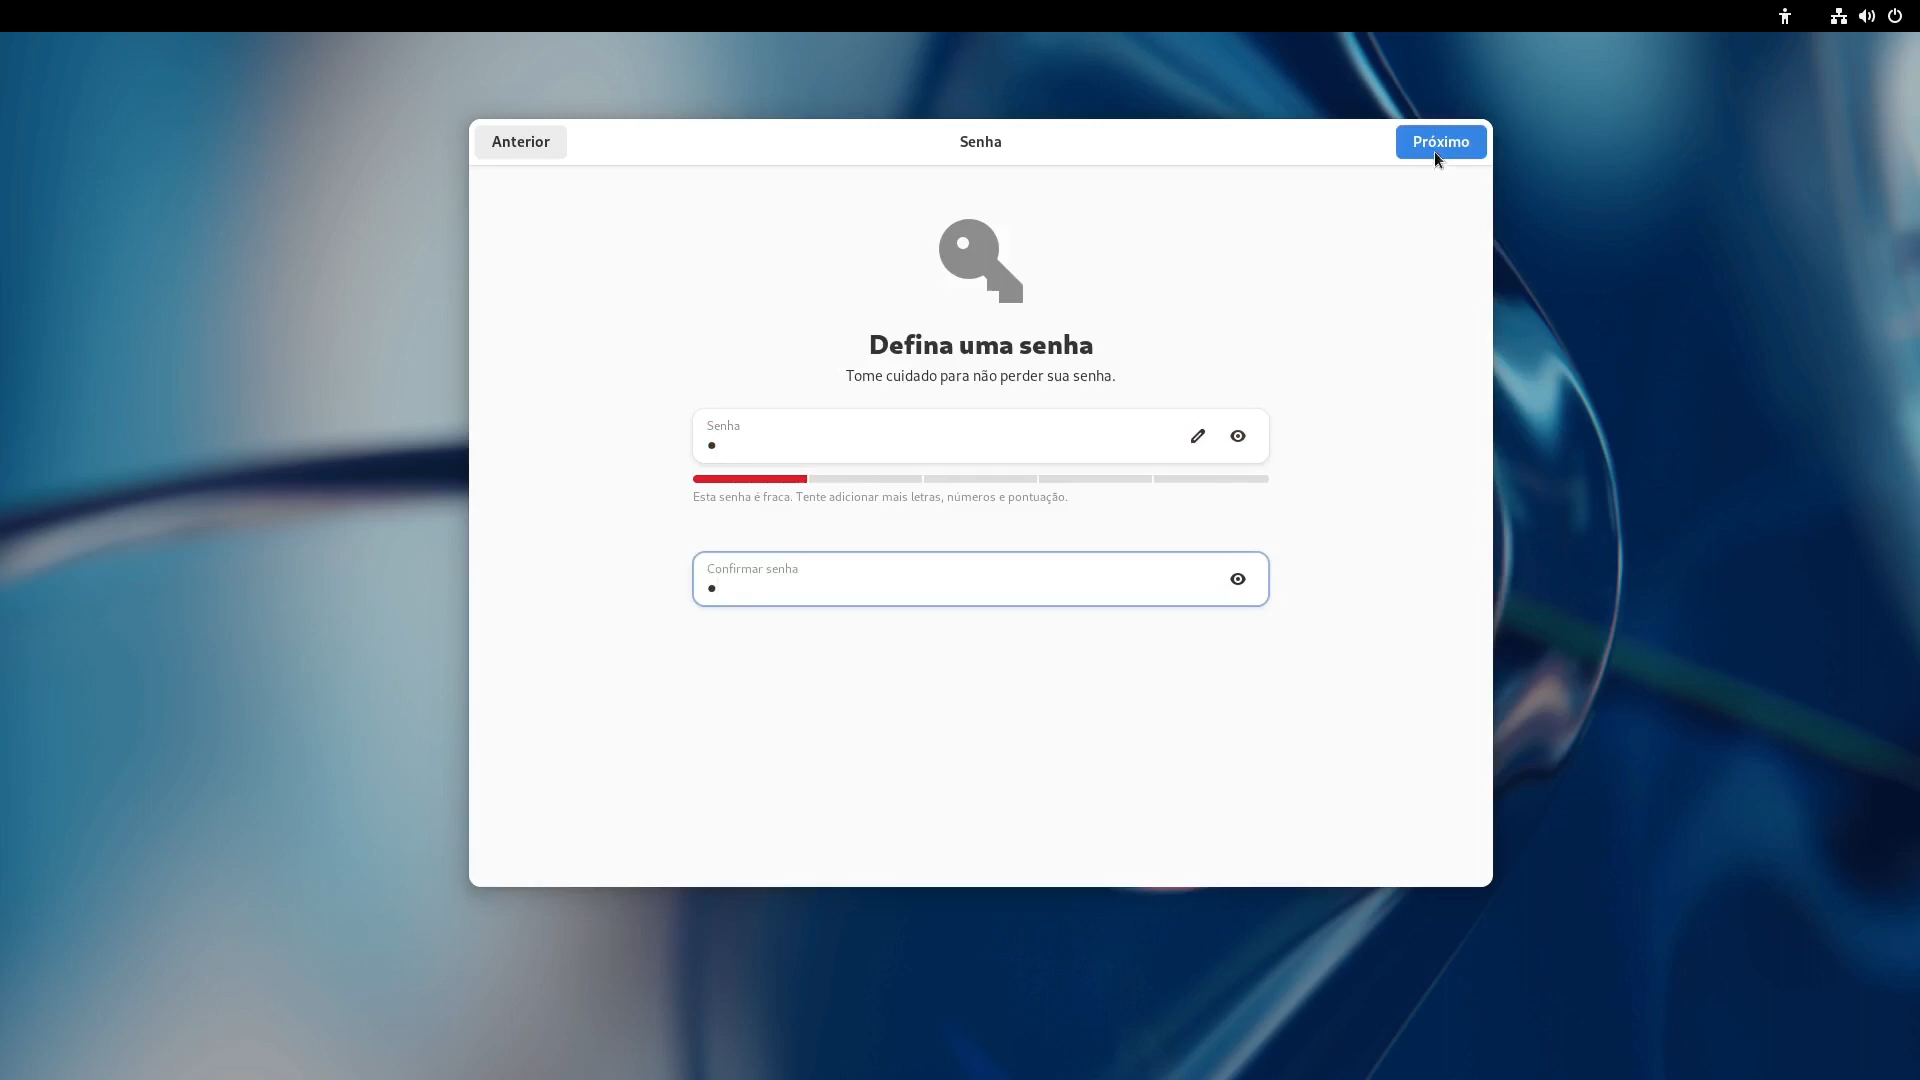 Anterior
Senha
Próximo
Defina uma senha
Tome cuidado para não perder sua senha.
Senha
Esta senha é fraca. Tente adicionar mais letras, números e pontuação.
Confirmar senha